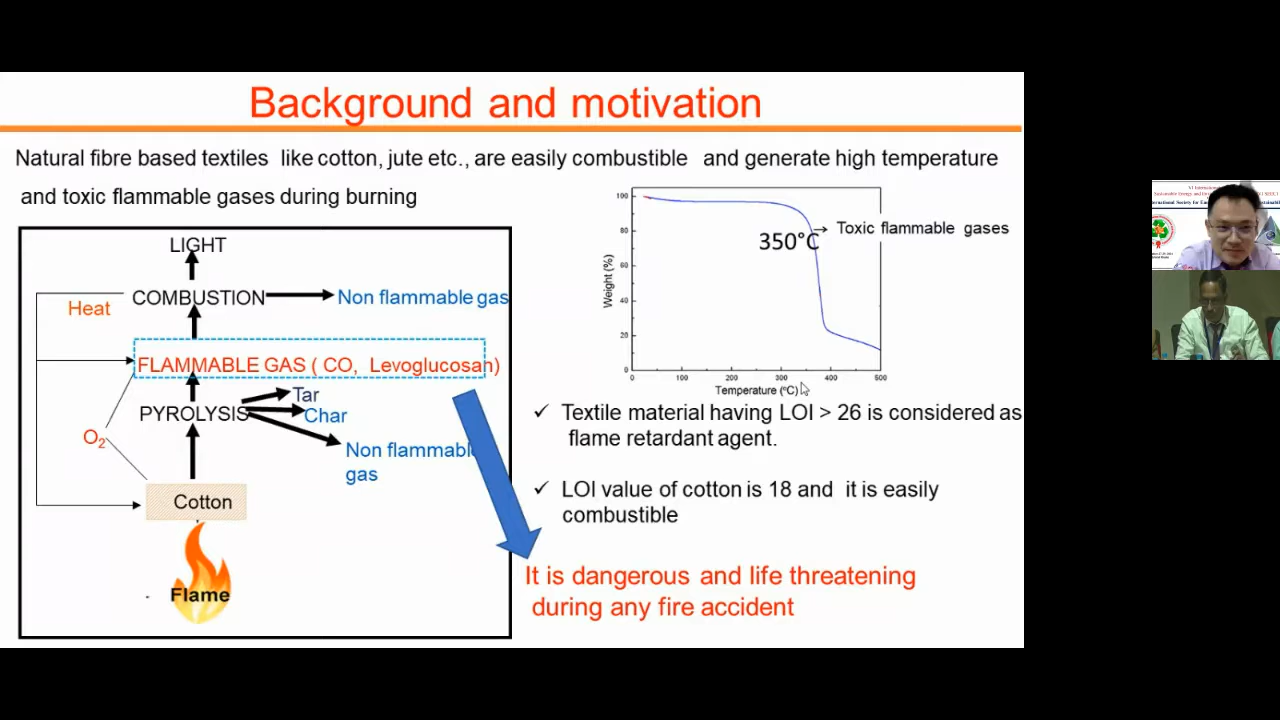 Background and motivation
Natural fibre based textiles like cotton, jute etc., are easily combustible and generate high temperature
and toxic flammable gases during burning
LIGHT
COMBUSTION
Non flammable gas
Heat
FLAMMABLE GAS ( CO, Levoglucosan)
Tar
PYROLYSIS
Char
O2
Non flammable
gas
Cotton
Flame
100
80
60
40
20
0
Weight (%)
350°C
Toxic flammable gases
0
100
200
300
400
500
Temperature (°C)
✓ Textile material having LOI > 26 is considered as
flame retardant agent.
✓ LOI value of cotton is 18 and it is easily
combustible
It is dangerous and life threatening
during any fire accident